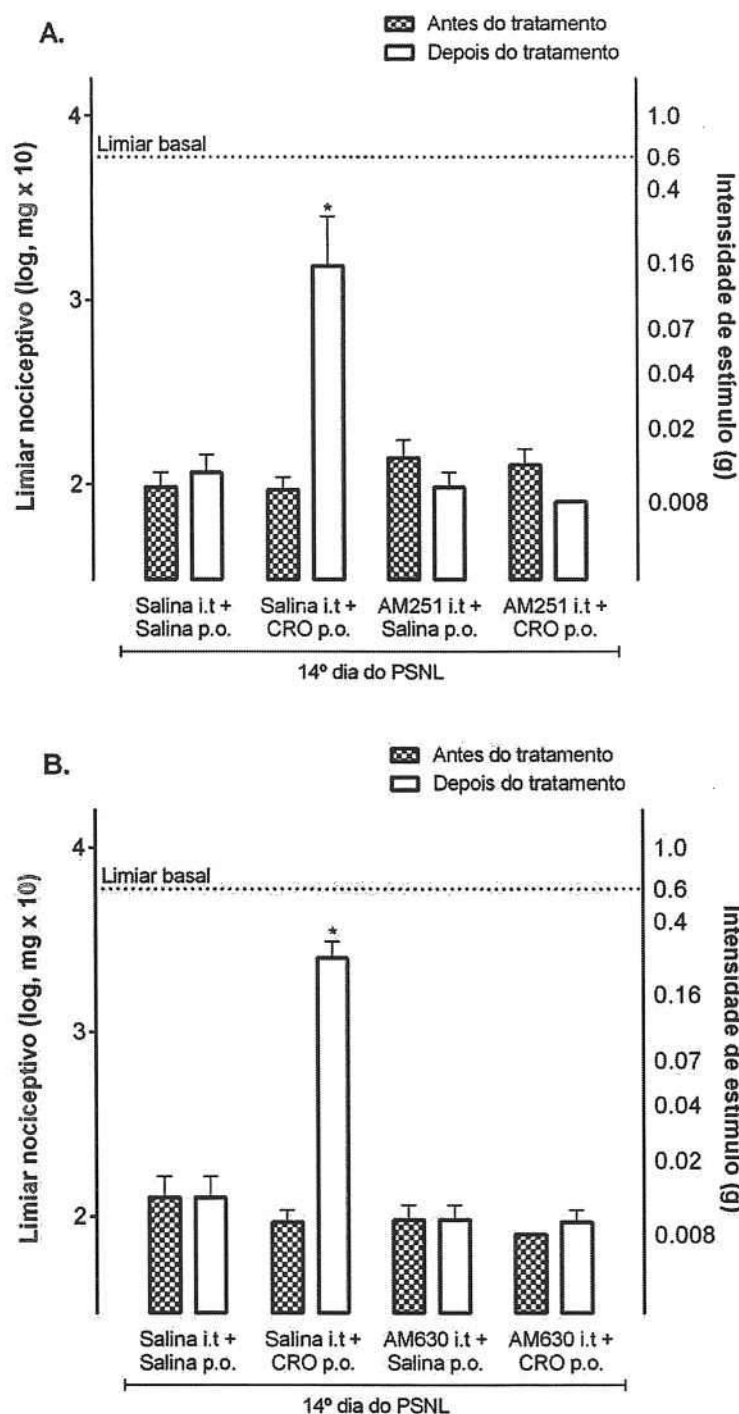 A.
Antes do tratamento
Depois do tratamento
Limiar nociceptivo (log, mg x 10)
4
3
2
Limiar basal
*
1.0
0.6
0.4
0.16
0.07
0.04
0.02
0.008
Intensidade de estímulo (g)
Salina i.t + Salina i.t + AM251 i.t + AM251 i.t +
Salina p.o. CRO p.o. Salina p.o. CRO p.o.
14º dia do PSNL
B.
Antes do tratamento
Depois do tratamento
Limiar nociceptivo (log, mg x 10)
4
3
2
Limiar basal
*
1.0
0.6
0.4
0.16
0.07
0.04
0.02
0.008
Intensidade de estímulo (g)
Salina i.t + Salina i.t + AM630 i.t + AM630 i.t +
Salina p.o. CRO p.o. Salina p.o. CRO p.o.
14º dia do PSNL